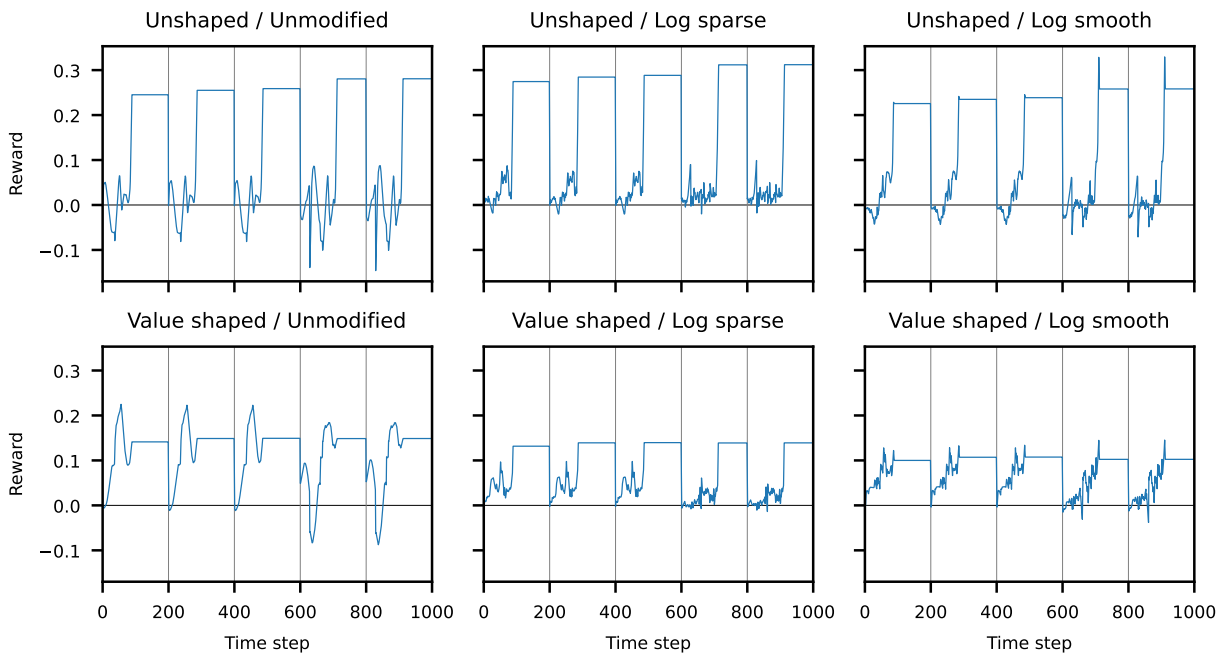 Unshaped / Unmodified
Unshaped / Log sparse
Unshaped / Log smooth
Reward
0.3
0.2
0.1
0.0
−0.1
Value shaped / Unmodified
Value shaped / Log sparse
Value shaped / Log smooth
Reward
0.3
0.2
0.1
0.0
−0.1
0 200 400 600 800 1000
0 200 400 600 800 1000
0 200 400 600 800 1000
Time step
Time step
Time step